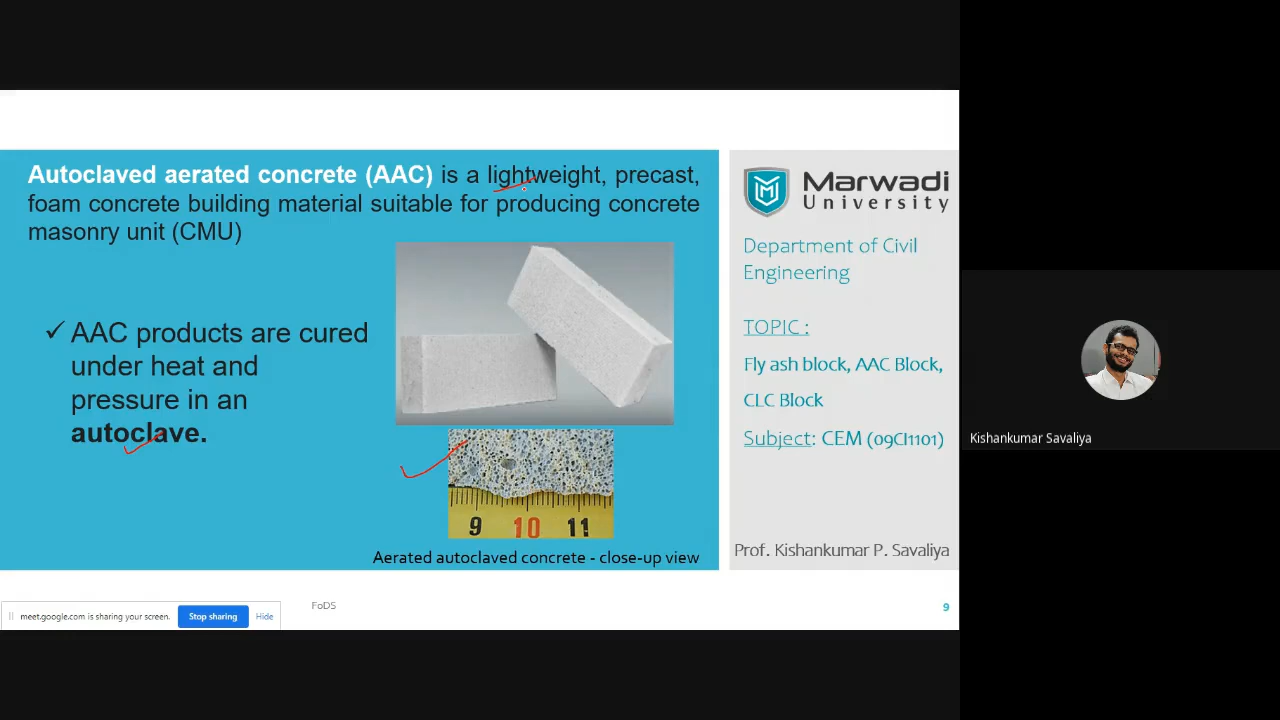 Autoclaved aerated concrete (AAC) is a lightweight, precast,
foam concrete building material suitable for producing concrete
masonry unit (CMU)
✓ AAC products are cured
under heat and
pressure in an
autoclave.
9 10 11
Aerated autoclaved concrete - close-up view
Marwadi
University
Department of Civil
Engineering
TOPIC :
Fly ash block, AAC Block,
CLC Block
Subject: CEM (09CI1101)
Prof. Kishankumar P. Savaliya
FoDS
9
meet.google.com is sharing your screen.
Stop sharing
Hide
Kishankumar Savaliya